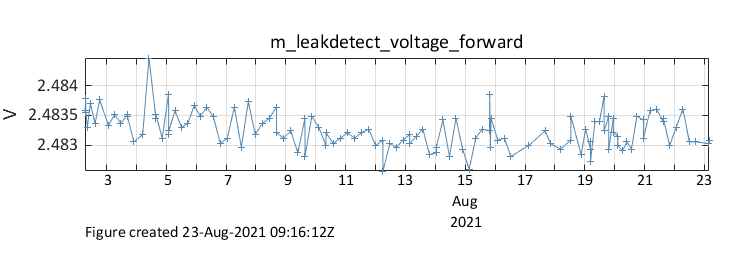 m_leakdetect_voltage_forward
V
2.484
2.4835
2.483
3 5 7 9 11 13 15 17 19 21 23
Aug
2021
Figure created 23-Aug-2021 09:16:12Z